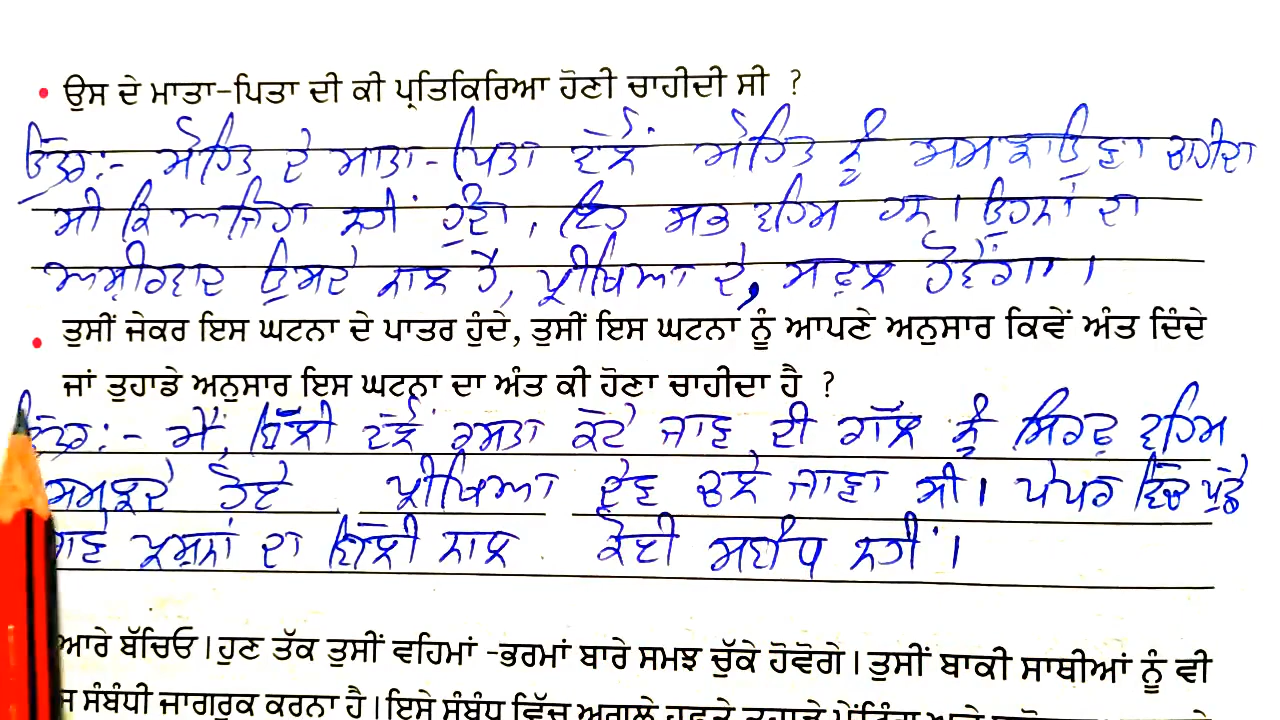 • ਉਸ ਦੇ ਮਾਤਾ-ਪਿਤਾ ਦੀ ਕੀ ਪ੍ਰਤਿਕਿਰਿਆ ਹੋਣੀ ਚਾਹੀਦੀ ਸੀ ?
ਉੱਤਰ:- ਮੋਹਿਤ ਦੇ ਮਾਤਾ-ਪਿਤਾ ਵੱਲੋਂ ਮੋਹਿਤ ਨੂੰ ਸਮਝਾਉਣਾ ਚਾਹੀਦਾ
ਸੀ ਕਿ ਅਜਿਹਾ ਨਹੀਂ ਹੁੰਦਾ, ਇਹ ਸਭ ਵਹਿਮ ਹਨ। ਉਹਨਾਂ ਦਾ
ਅਸ਼ੀਰਵਾਦ ਉਸਦੇ ਨਾਲ ਹੈ, ਪ੍ਰੀਖਿਆ ਦੇ, ਸਫ਼ਲ ਹੋਵੇਂਗਾ।
• ਤੁਸੀਂ ਜੇਕਰ ਇਸ ਘਟਨਾ ਦੇ ਪਾਤਰ ਹੁੰਦੇ, ਤੁਸੀਂ ਇਸ ਘਟਨਾ ਨੂੰ ਆਪਣੇ ਅਨੁਸਾਰ ਕਿਵੇਂ ਅੰਤ ਦਿੰਦੇ
ਜਾਂ ਤੁਹਾਡੇ ਅਨੁਸਾਰ ਇਸ ਘਟਨਾ ਦਾ ਅੰਤ ਕੀ ਹੋਣਾ ਚਾਹੀਦਾ ਹੈ ?
ਉੱਤਰ:- ਮੈਂ, ਬਿੱਲੀ ਵੱਲੋਂ ਰਸਤਾ ਕੱਟੇ ਜਾਣ ਦੀ ਗੱਲ ਨੂੰ ਸਿਰਫ਼ ਵਹਿਮ
ਸਮਝਦੇ ਹੋਏ ਪ੍ਰੀਖਿਆ ਦੇਣ ਚਲੇ ਜਾਣਾ ਸੀ। ਪੇਪਰ ਵਿੱਚ ਪੁੱਛੇ
ਜਾਣੇ ਪ੍ਰਸ਼ਨਾਂ ਦਾ ਬਿੱਲੀ ਨਾਲ ਕੋਈ ਸਬੰਧ ਨਹੀਂ।
ਆਰੇ ਬੱਚਿਓ। ਹੁਣ ਤੱਕ ਤੁਸੀਂ ਵਹਿਮਾਂ -ਭਰਮਾਂ ਬਾਰੇ ਸਮਝ ਚੁੱਕੇ ਹੋਵੋਗੇ। ਤੁਸੀਂ ਬਾਕੀ ਸਾਥੀਆਂ ਨੂੰ ਵੀ
ਸੰਬੰਧੀ ਜਾਗਰੂਕ ਕਰਨਾ ਹੈ। ਇਸੇ ਸੰਬੰਧ ਵਿੱਚ ਅਗਲੇ ਹਫਤੇ ਤੁਹਾਡੇ